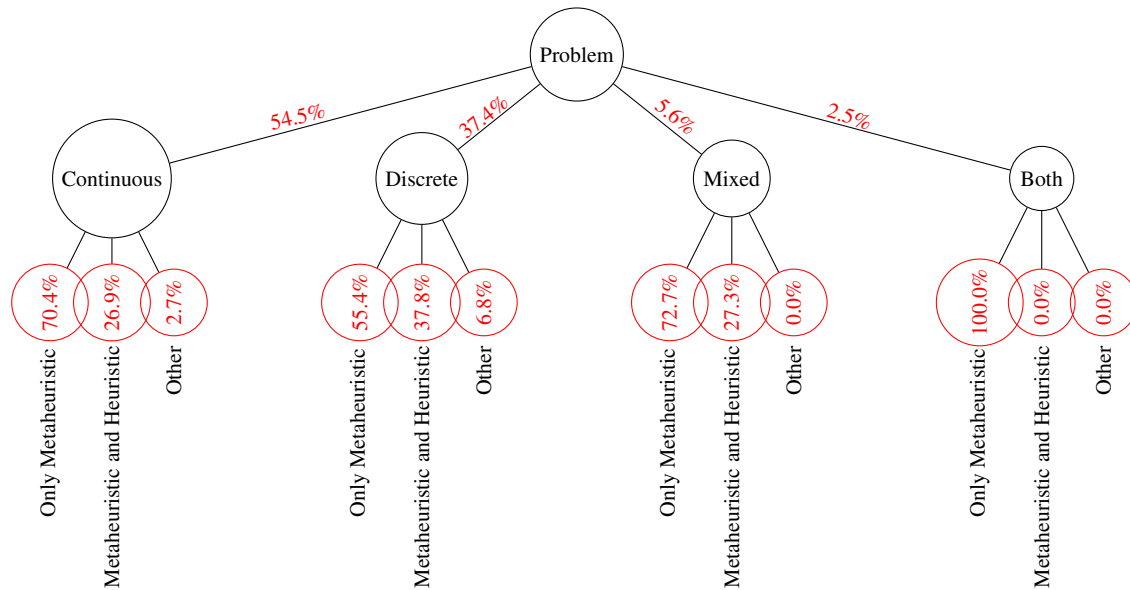 Problem
54.5%
37.4%
5.6%
2.5%
Continuous
Discrete
Mixed
Both
70.4%
26.9%
2.7%
55.4%
37.8%
6.8%
72.7%
27.3%
0.0%
100.0%
0.0%
0.0%
Only Metaheuristic
Metaheuristic and Heuristic
Other
Only Metaheuristic
Metaheuristic and Heuristic
Other
Only Metaheuristic
Metaheuristic and Heuristic
Other
Only Metaheuristic
Metaheuristic and Heuristic
Other